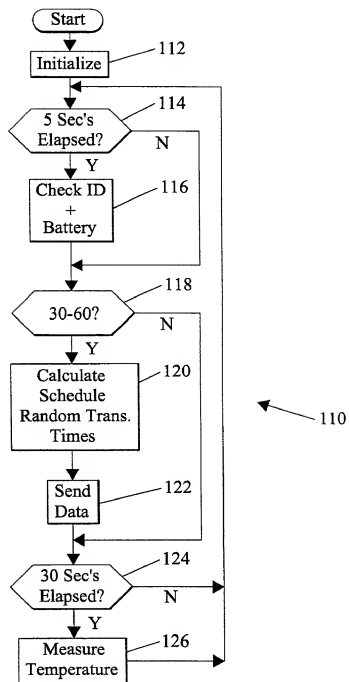 Start
Initialize
112
5 Sec's
Elapsed?
114
N
Y
Check ID
+
Battery
116
30-60?
118
N
Y
Calculate
Schedule
Random Trans.
Times
120
110
Send
Data
122
30 Sec's
Elapsed?
124
N
Y
Measure
Temperature
126